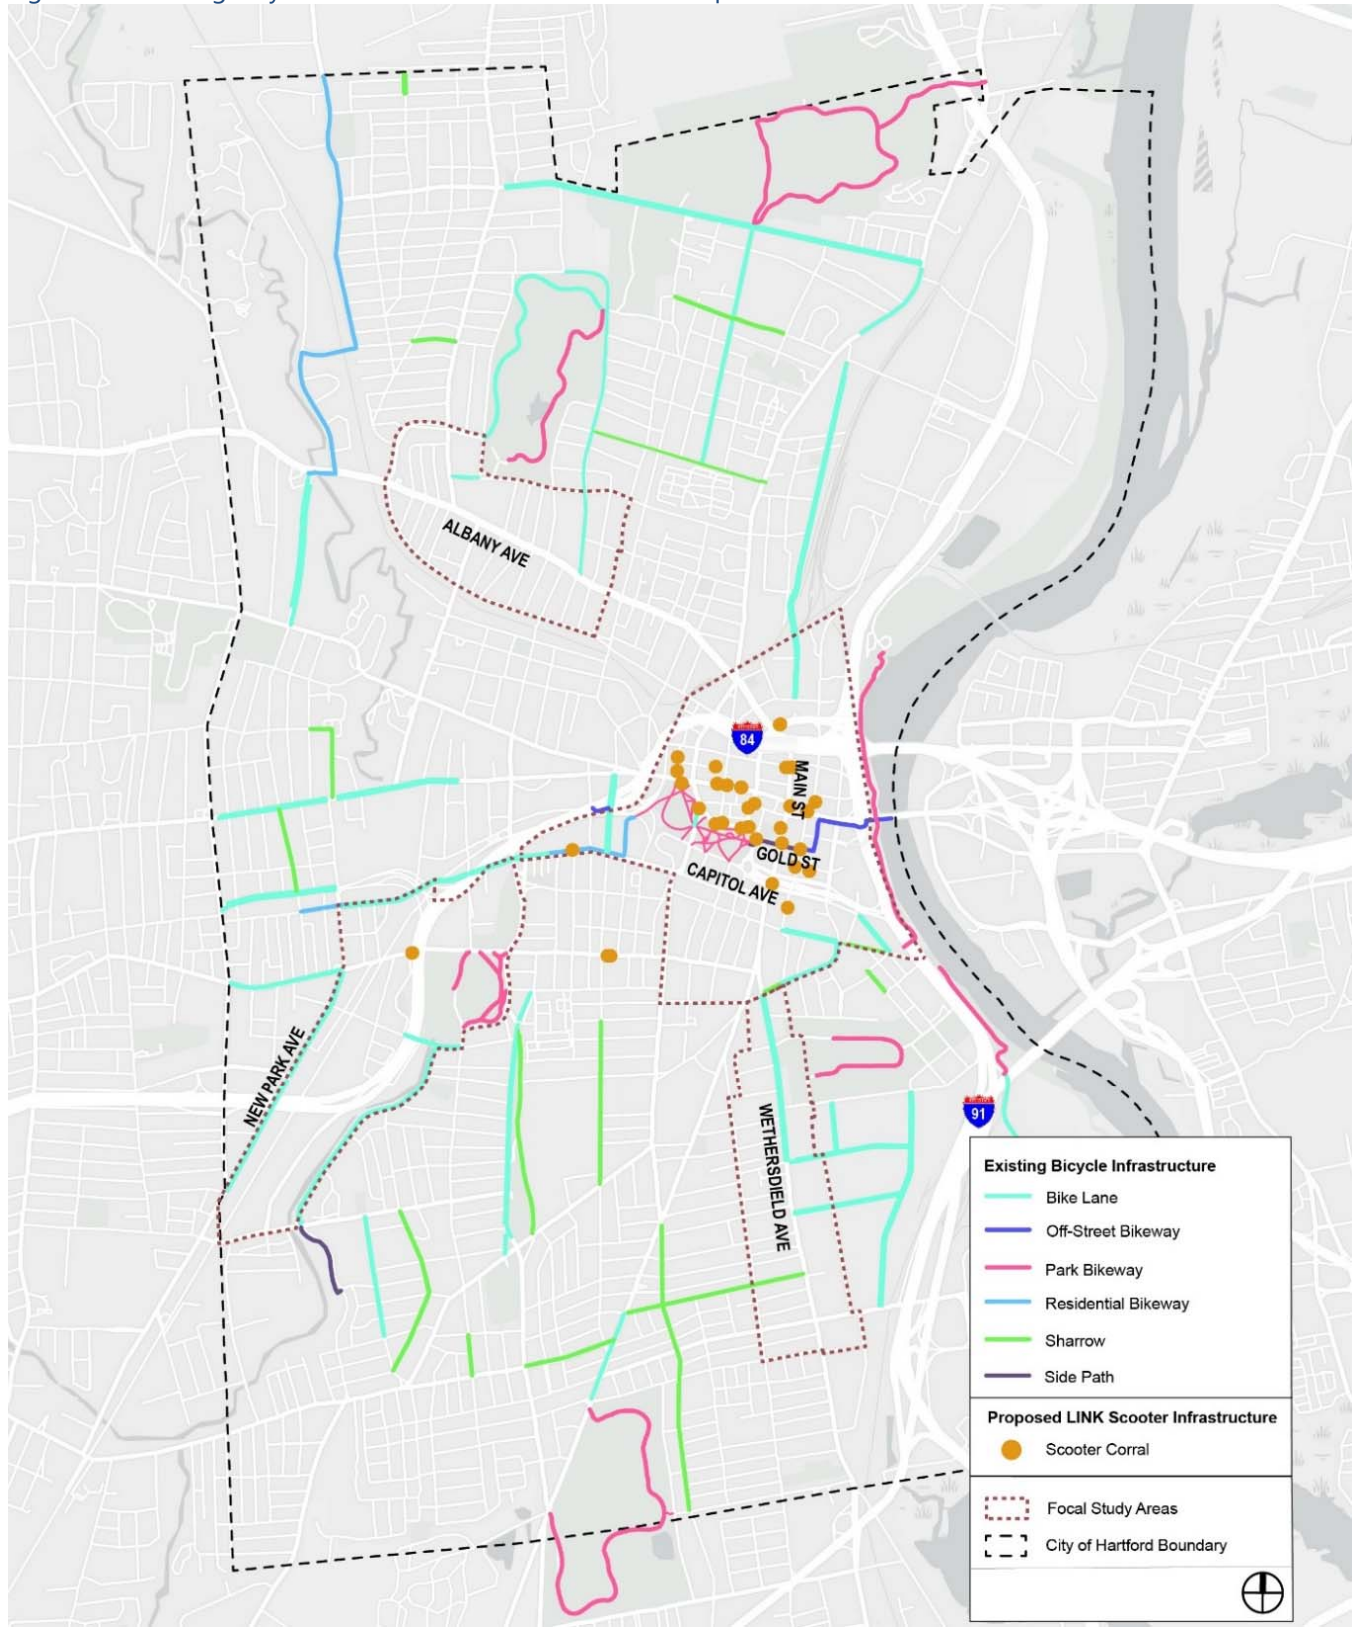 ALBANY AVE
84
MAIN ST
GOLD ST
CAPITOL AVE
NEW PARK AVE
WETHERSDIELD AVE
91
Existing Bicycle Infrastructure
Bike Lane
Off-Street Bikeway
Park Bikeway
Residential Bikeway
Sharrow
Side Path
Proposed LINK Scooter Infrastructure
Scooter Corral
Focal Study Areas
City of Hartford Boundary